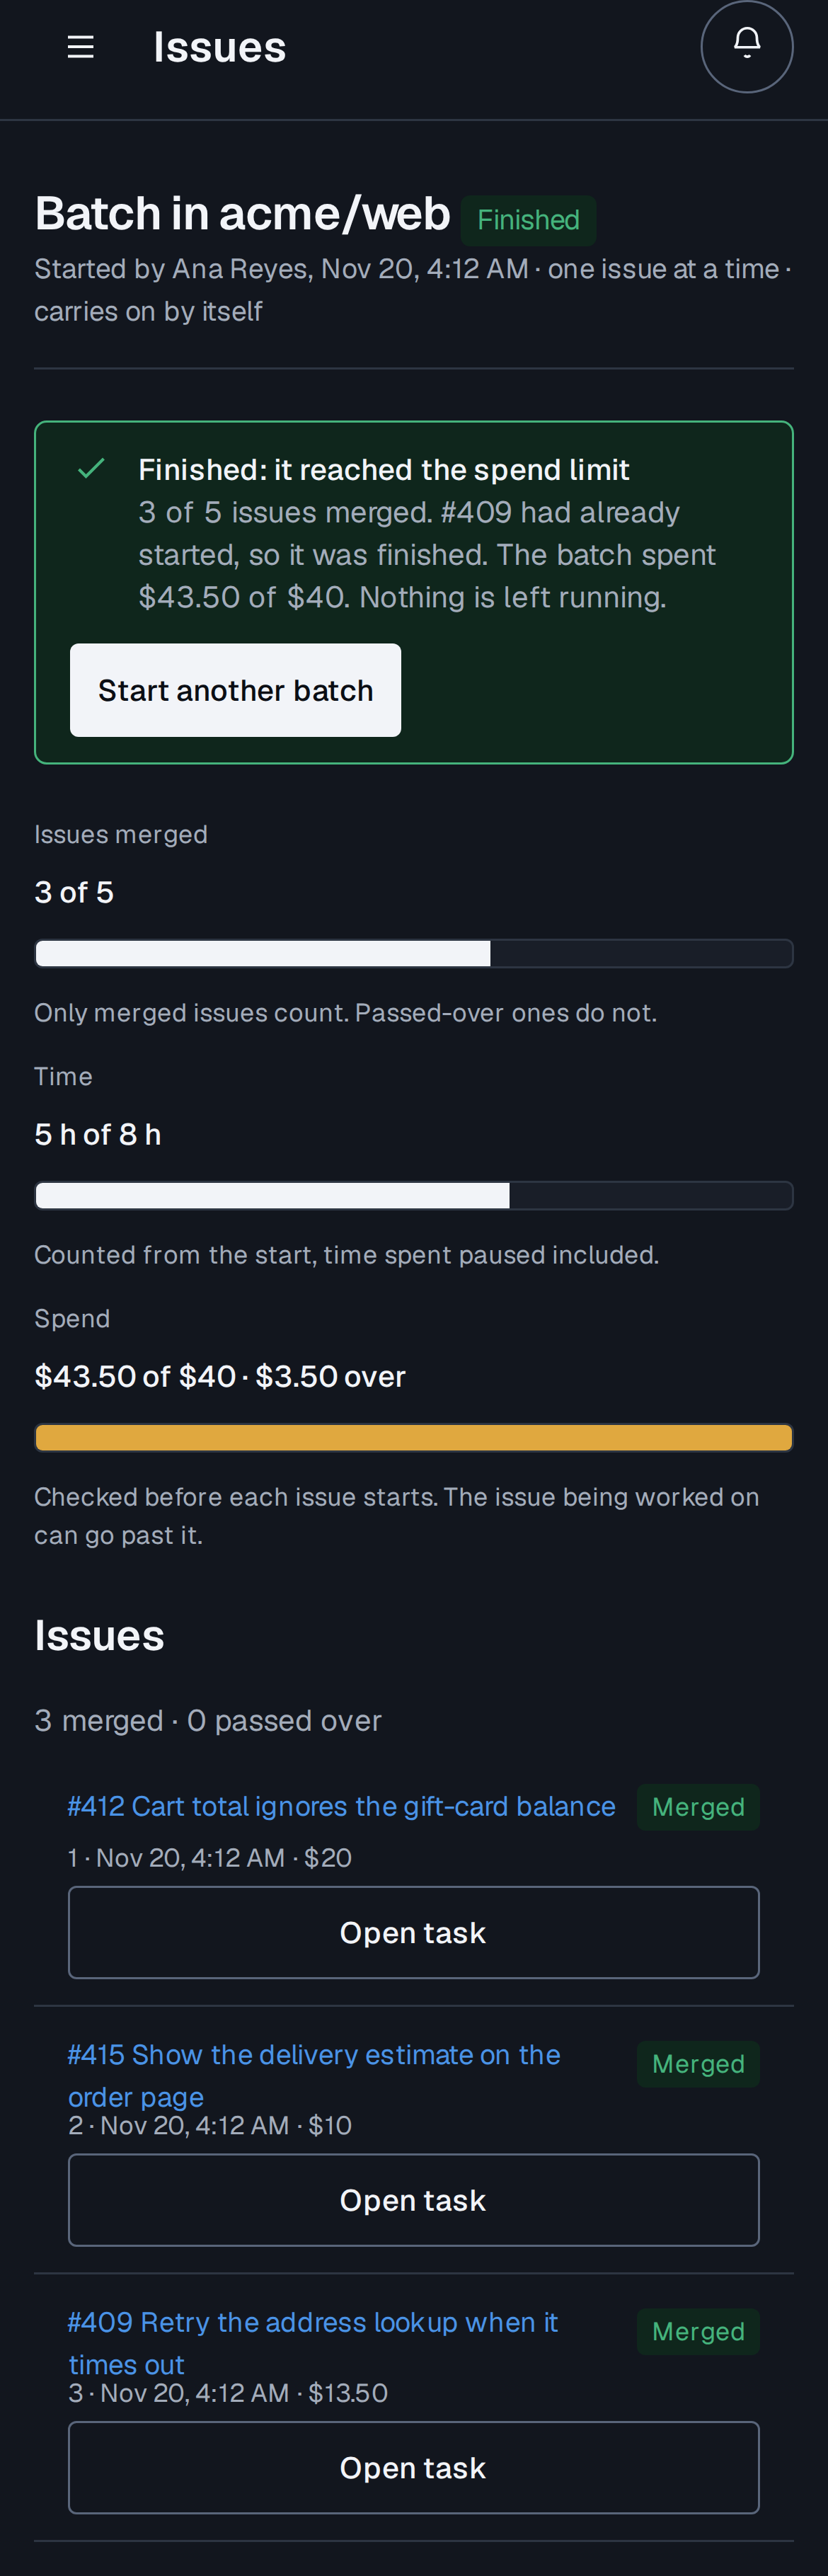 Issues
Batch in acme/web Finished
Started by Ana Reyes, Nov 20, 4:12 AM · one issue at a time ·
carries on by itself
Finished: it reached the spend limit
3 of 5 issues merged. #409 had already
started, so it was finished. The batch spent
$43.50 of $40. Nothing is left running.
Start another batch
Issues merged
3 of 5
Only merged issues count. Passed-over ones do not.
Time
5 h of 8 h
Counted from the start, time spent paused included.
Spend
$43.50 of $40 · $3.50 over
Checked before each issue starts. The issue being worked on
can go past it.
Issues
3 merged · 0 passed over
#412 Cart total ignores the gift-card balance Merged
1 · Nov 20, 4:12 AM · $20
Open task
#415 Show the delivery estimate on the Merged
order page
2 · Nov 20, 4:12 AM · $10
Open task
#409 Retry the address lookup when it Merged
times out
3 · Nov 20, 4:12 AM · $13.50
Open task